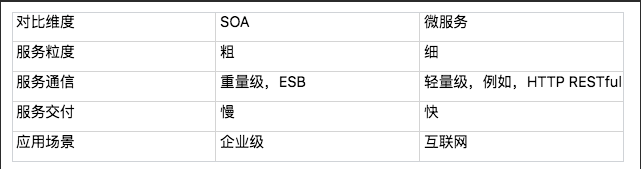 对比维度 SOA 微服务
服务粒度 粗 细
服务通信 重量级，ESB 轻量级，例如，HTTP RESTful
服务交付 慢 快
应用场景 企业级 互联网